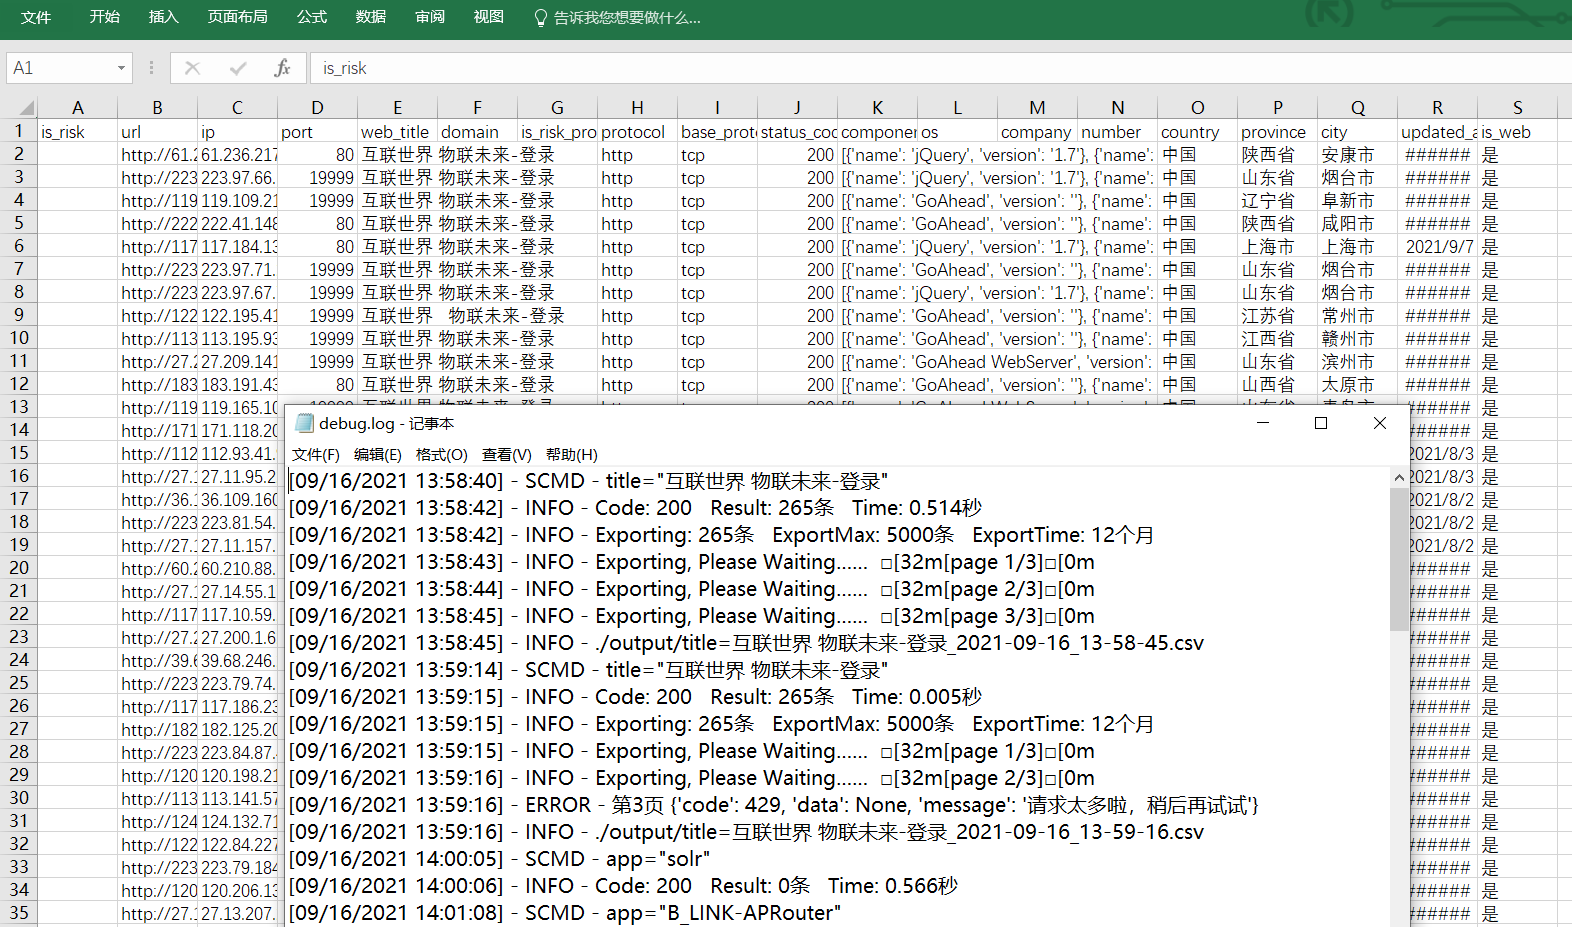 文件 开始 插入 页面布局 公式 数据 审阅 视图 告诉我您想要做什么...
A1 fx is_risk
A B C D E F G H I J K L M N O P Q R S
1 is_risk url ip port web_title domain is_risk_pro protocol base_prot status_cod componen os company number country province city updated_a is_web
2 http://61.2 61.236.217 80 互联世界 物联未来-登录 http tcp 200 [{'name': 'jQuery', 'version': '1.7'}, {'name': 中国 陕西省 安康市 ###### 是
3 http://223 223.97.66. 19999 互联世界 物联未来-登录 http tcp 200 [{'name': 'jQuery', 'version': '1.7'}, {'name': 中国 山东省 烟台市 ###### 是
4 http://119 119.109.21 19999 互联世界 物联未来-登录 http tcp 200 [{'name': 'GoAhead', 'version': ''}, {'name': 中国 辽宁省 阜新市 ###### 是
5 http://222 222.41.148 80 互联世界 物联未来-登录 http tcp 200 [{'name': 'GoAhead', 'version': ''}, {'name': 中国 陕西省 咸阳市 ###### 是
6 http://117 117.184.13 80 互联世界 物联未来-登录 http tcp 200 [{'name': 'jQuery', 'version': '1.7'}, {'name': 中国 上海市 上海市 2021/9/7 是
7 http://223 223.97.71. 19999 互联世界 物联未来-登录 http tcp 200 [{'name': 'GoAhead', 'version': ''}, {'name': 中国 山东省 烟台市 ###### 是
8 http://223 223.97.67. 19999 互联世界 物联未来-登录 http tcp 200 [{'name': 'jQuery', 'version': '1.7'}, {'name': 中国 山东省 烟台市 ###### 是
9 http://122 122.195.41 19999 互联世界 物联未来-登录 http tcp 200 [{'name': 'GoAhead', 'version': ''}, {'name': 中国 江苏省 常州市 ###### 是
10 http://113 113.195.93 19999 互联世界 物联未来-登录 http tcp 200 [{'name': 'GoAhead', 'version': ''}, {'name': 中国 江西省 赣州市 ###### 是
11 http://27.2 27.209.141 19999 互联世界 物联未来-登录 http tcp 200 [{'name': 'GoAhead WebServer', 'version': 中国 山东省 滨州市 ###### 是
12 http://183 183.191.43 80 互联世界 物联未来-登录 http tcp 200 [{'name': 'GoAhead', 'version': ''}, {'name': 中国 山西省 太原市 ###### 是
13 http://119 119.165.10 ###### 是
14 http://171 171.118.20 ###### 是
15 http://112 112.93.41. 2021/8/3 是
16 http://27.1 27.11.95.2 2021/8/3 是
17 http://36.1 36.109.160 2021/8/2 是
18 http://223 223.81.54. 2021/8/2 是
19 http://27.1 27.11.157. 2021/8/2 是
20 http://60.2 60.210.88. ###### 是
21 http://27.1 27.14.55.1 ###### 是
22 http://117 117.10.59. ###### 是
23 http://27.2 27.200.1.6 ###### 是
24 http://39.6 39.68.246. ###### 是
25 http://223 223.79.74. ###### 是
26 http://117 117.186.23 ###### 是
27 http://182 182.125.20 ###### 是
28 http://223 223.84.87. ###### 是
29 http://120 120.198.21 ###### 是
30 http://113 113.141.57 ###### 是
31 http://124 124.132.71 ###### 是
32 http://122 122.84.227 ###### 是
33 http://223 223.79.184 ###### 是
34 http://120 120.206.13 ###### 是
35 http://27.1 27.13.207. ###### 是
debug.log - 记事本
文件(F) 编辑(E) 格式(O) 查看(V) 帮助(H)
[09/16/2021 13:58:40] - SCMD - title="互联世界 物联未来-登录"
[09/16/2021 13:58:42] - INFO - Code: 200 Result: 265条 Time: 0.514秒
[09/16/2021 13:58:42] - INFO - Exporting: 265条 ExportMax: 5000条 ExportTime: 12个月
[09/16/2021 13:58:43] - INFO - Exporting, Please Waiting...... □[32m[page 1/3]□[0m
[09/16/2021 13:58:44] - INFO - Exporting, Please Waiting...... □[32m[page 2/3]□[0m
[09/16/2021 13:58:45] - INFO - Exporting, Please Waiting...... □[32m[page 3/3]□[0m
[09/16/2021 13:58:45] - INFO - ./output/title=互联世界 物联未来-登录_2021-09-16_13-58-45.csv
[09/16/2021 13:59:14] - SCMD - title="互联世界 物联未来-登录"
[09/16/2021 13:59:15] - INFO - Code: 200 Result: 265条 Time: 0.005秒
[09/16/2021 13:59:15] - INFO - Exporting: 265条 ExportMax: 5000条 ExportTime: 12个月
[09/16/2021 13:59:15] - INFO - Exporting, Please Waiting...... □[32m[page 1/3]□[0m
[09/16/2021 13:59:16] - INFO - Exporting, Please Waiting...... □[32m[page 2/3]□[0m
[09/16/2021 13:59:16] - ERROR - 第3页 {'code': 429, 'data': None, 'message': '请求太多啦，稍后再试试'}
[09/16/2021 13:59:16] - INFO - ./output/title=互联世界 物联未来-登录_2021-09-16_13-59-16.csv
[09/16/2021 14:00:05] - SCMD - app="solr"
[09/16/2021 14:00:06] - INFO - Code: 200 Result: 0条 Time: 0.566秒
[09/16/2021 14:01:08] - SCMD - app="B_LINK-APRouter"